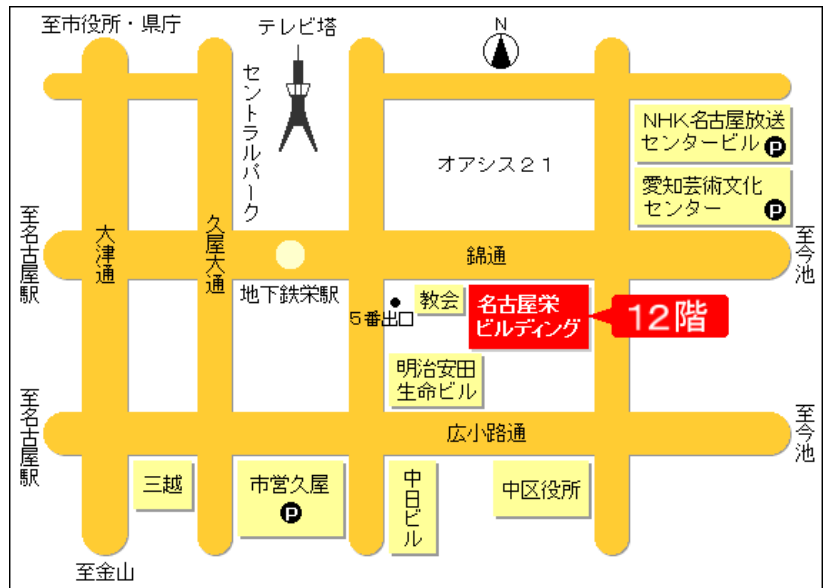 至市役所・県庁
テレビ塔
N
セントラルパーク
オアシス21
NHK名古屋放送
センタービル P
愛知芸術文化
センター P
至名古屋駅
大津通
久屋大通
錦通
至今池
地下鉄栄駅
5番出口
教会
名古屋栄
ビルディング
12階
明治安田
生命ビル
至名古屋駅
広小路通
至今池
三越
市営久屋
P
中日ビル
中区役所
至金山